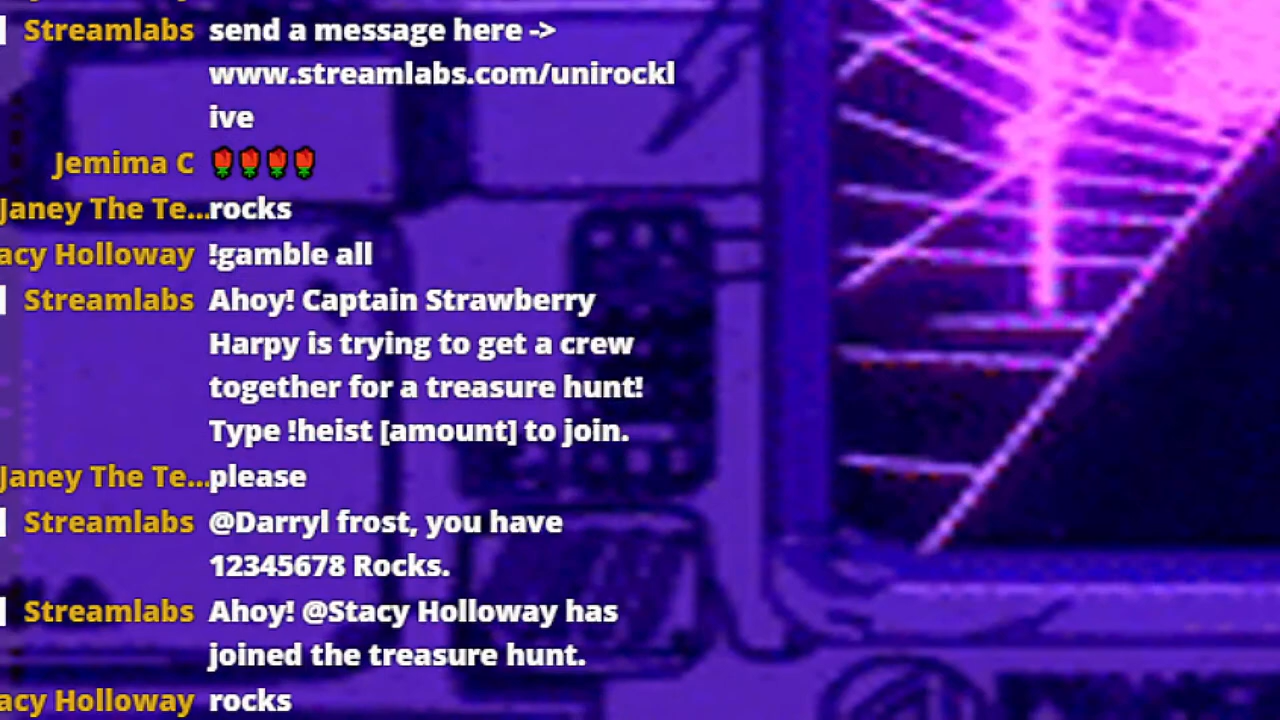 Streamlabs send a message here ->
www.streamlabs.com/unirockl
ive
Jemima C 🌹🌹🌹🌹
Janey The Te...rocks
acy Holloway !gamble all
Streamlabs Ahoy! Captain Strawberry
Harpy is trying to get a crew
together for a treasure hunt!
Type !heist [amount] to join.
Janey The Te...please
Streamlabs @Darryl frost, you have
12345678 Rocks.
Streamlabs Ahoy! @Stacy Holloway has
joined the treasure hunt.
acy Holloway rocks